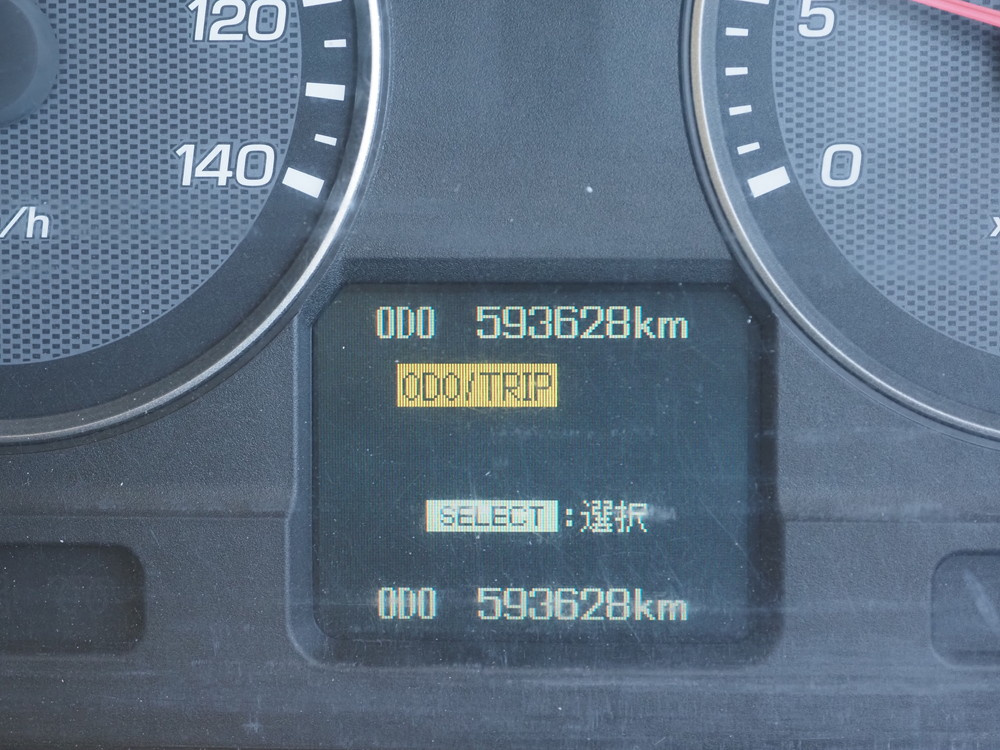 120
5
140
0
/h
ODO 593628km
ODO/TRIP
SELECT:選択
ODO 593628km